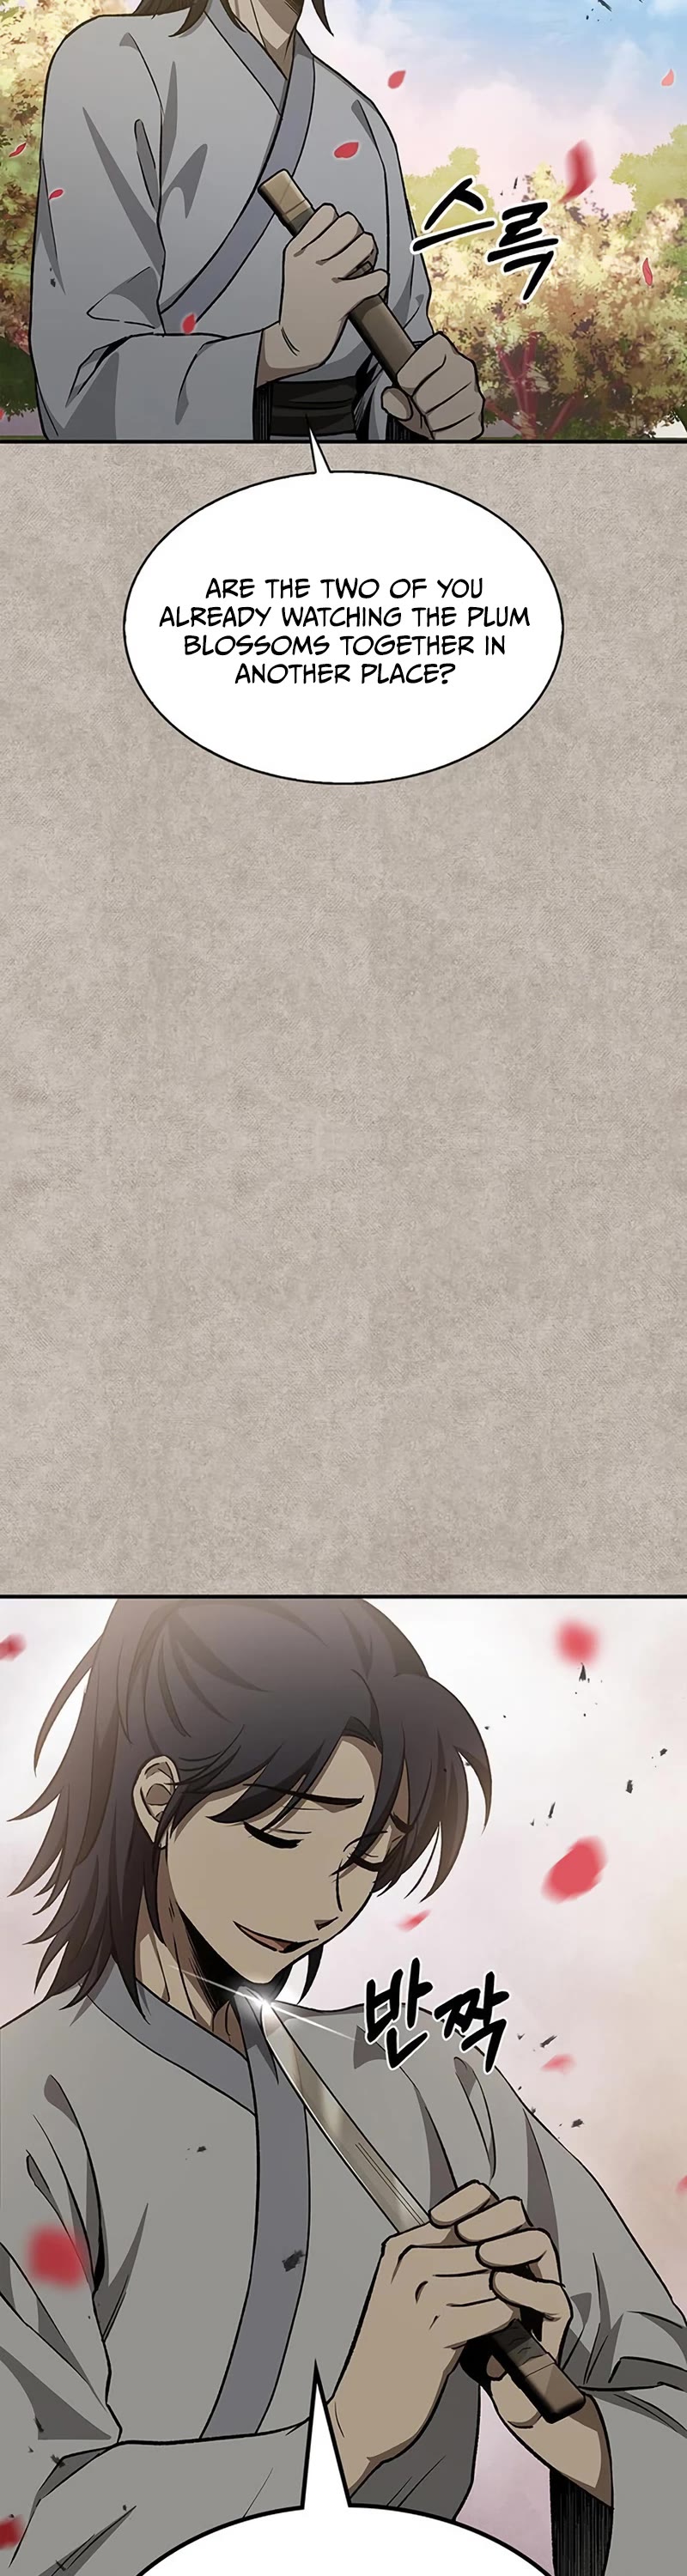 스륵
ARE THE TWO OF YOU
ALREADY WATCHING THE PLUM
BLOSSOMS TOGETHER IN
ANOTHER PLACE?
반짝